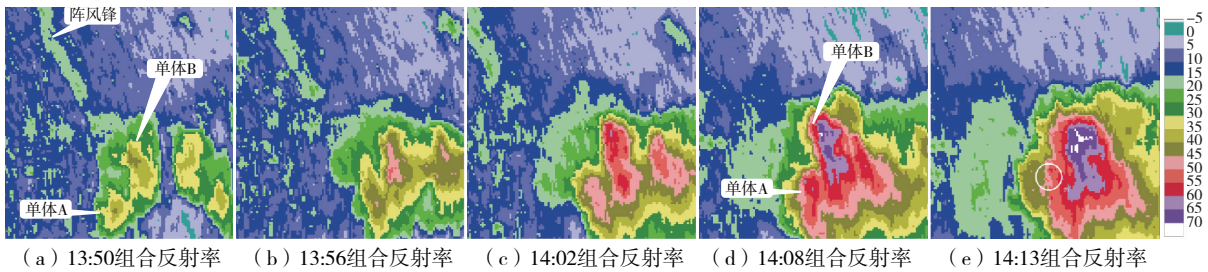 阵风锋
单体B
单体A
单体B
单体A
-5
0
5
10
15
20
25
30
35
40
45
50
55
60
65
70
（a）13:50组合反射率
（b）13:56组合反射率
（c）14:02组合反射率
（d）14:08组合反射率
（e）14:13组合反射率